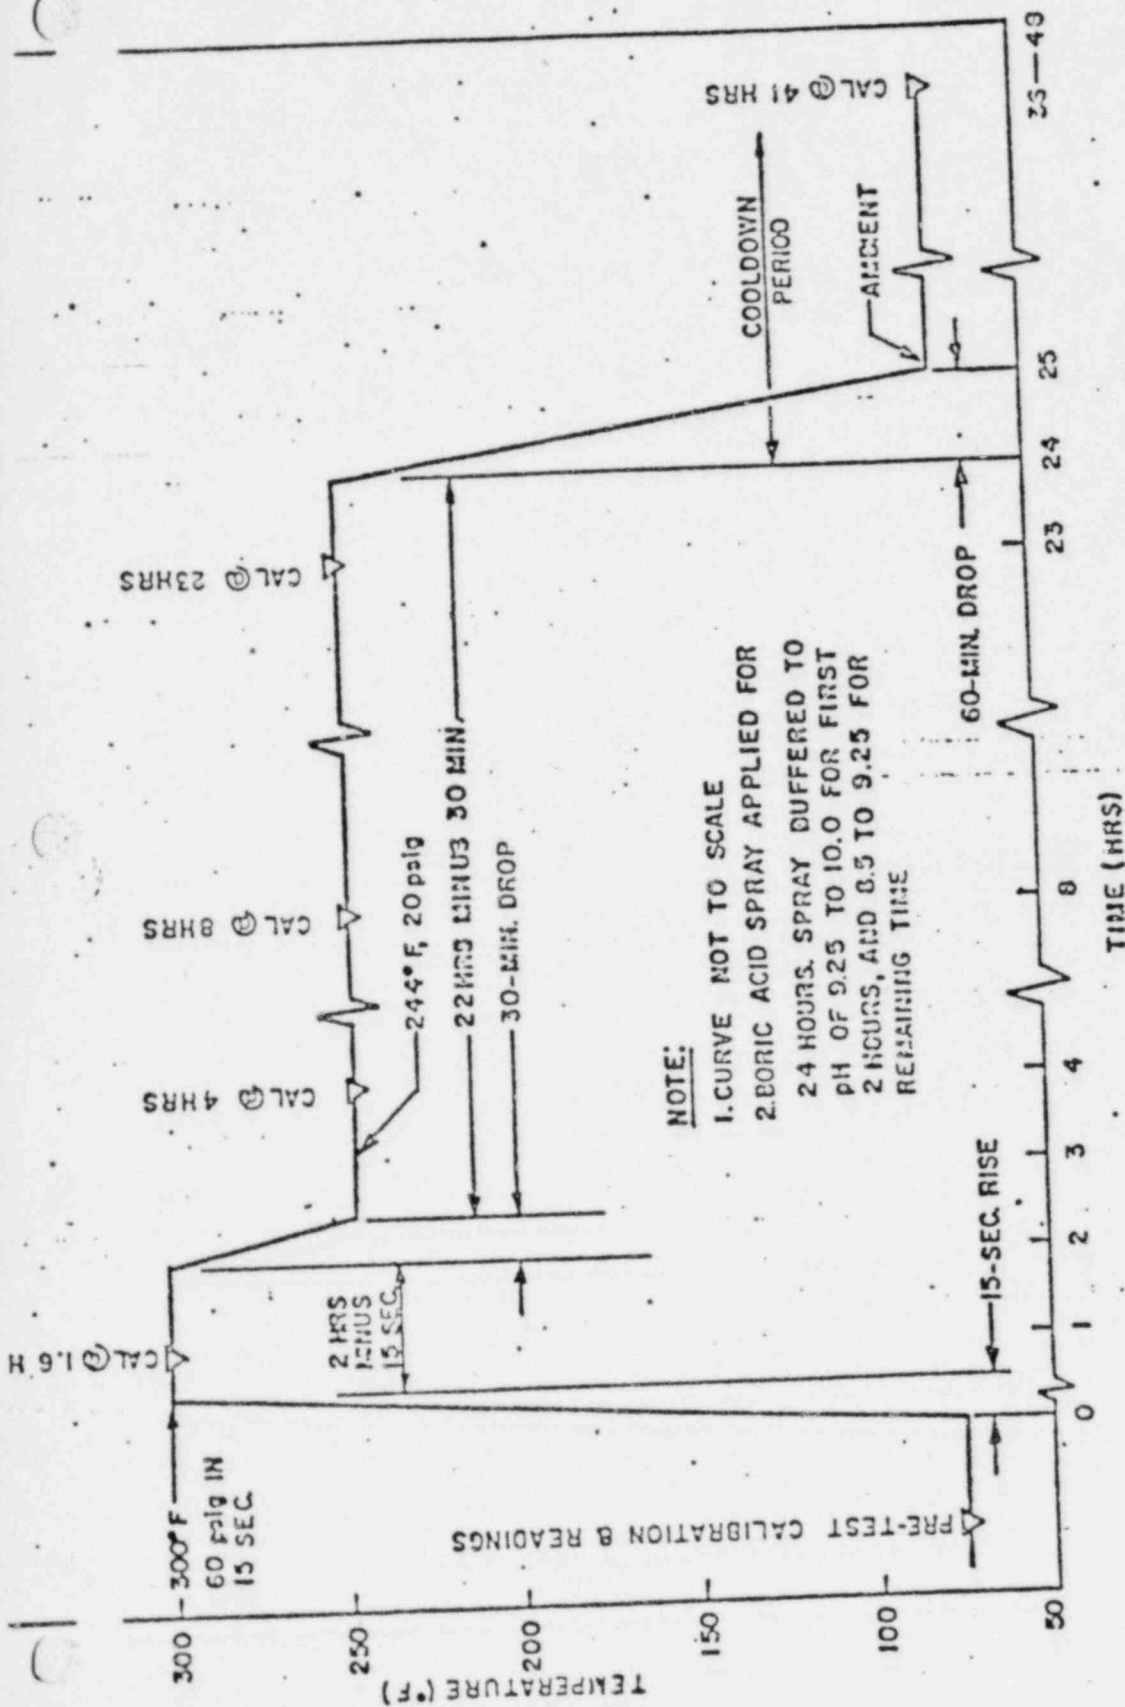 CAL @ 1.6 H
CAL @ 4 HRS
CAL @ 8HRS
CAL @ 23HRS
CAL @ 41 HRS
300°F
60 psig IN
15 SEC.
2 HRS
MINUS
15 SEC.
244°F, 20 psig
22 HRS MINUS 30 MIN.
30-MIN. DROP
COOLDOWN
PERIOD
AMBIENT
PRE-TEST CALIBRATION & READINGS
NOTE:
1. CURVE NOT TO SCALE
2. BORIC ACID SPRAY APPLIED FOR
24 HOURS. SPRAY BUFFERED TO
pH OF 9.25 TO 10.0 FOR FIRST
2 HOURS, AND 8.5 TO 9.25 FOR
REMAINING TIME
15-SEC. RISE
60-MIN. DROP
TEMPERATURE (°F)
300
250
200
150
100
50
0
1
2
3
4
8
23
24
25
TIME (HRS)